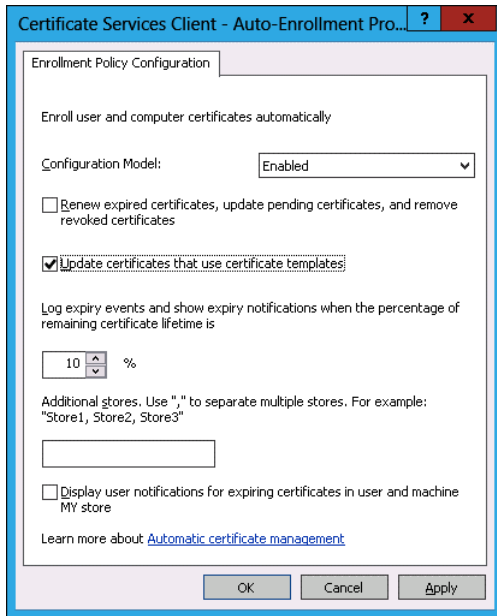 Certificate Services Client - Auto-Enrollment Pro... ? x
Enrollment Policy Configuration
Enroll user and computer certificates automatically
Configuration Model: Enabled
Renew expired certificates, update pending certificates, and remove
revoked certificates
Update certificates that use certificate templates
Log expiry events and show expiry notifications when the percentage of
remaining certificate lifetime is
10 %
Additional stores. Use "," to separate multiple stores. For example:
"Store1, Store2, Store3"
Display user notifications for expiring certificates in user and machine
MY store
Learn more about Automatic certificate management
OK Cancel Apply